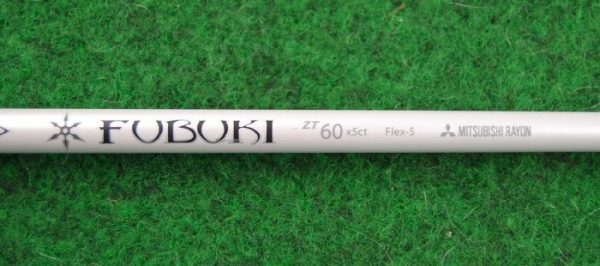 FUBUKI ZT 60 x5ct Flex-S MITSUBISHI RAYON